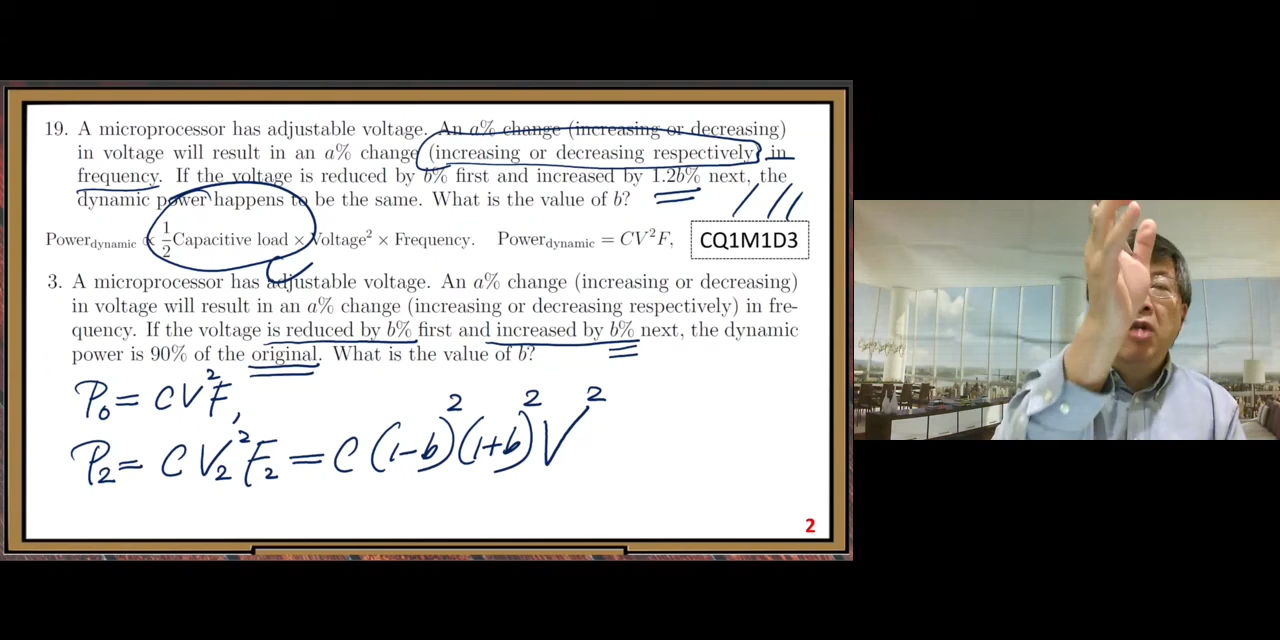 19. A microprocessor has adjustable voltage. An a% change (increasing or decreasing)
in voltage will result in an a% change (increasing or decreasing respectively) in
frequency. If the voltage is reduced by b% first and increased by 1.2b% next, the
dynamic power happens to be the same. What is the value of b?
Power_dynamic ∝ 1/2 Capacitive load × Voltage² × Frequency. Power_dynamic = CV²F,
CQ1M1D3
3. A microprocessor has adjustable voltage. An a% change (increasing or decreasing)
in voltage will result in an a% change (increasing or decreasing respectively) in fre-
quency. If the voltage is reduced by b% first and increased by b% next, the dynamic
power is 90% of the original. What is the value of b?
P₀ = CV²F,
P₂ = CV₂²F₂ = C(1-b)²(1+b)²V²
2